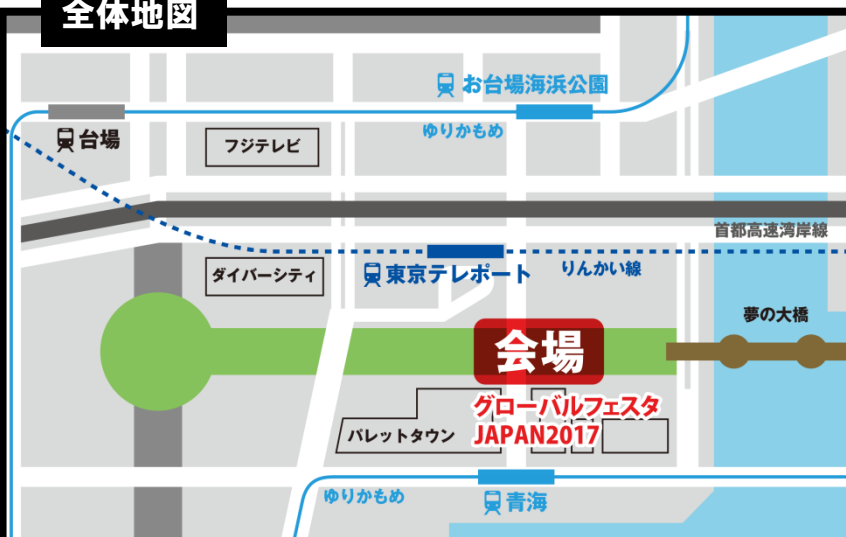 全体地図
お台場海浜公園
台場
ゆりかもめ
フジテレビ
首都高速湾岸線
ダイバーシティ
東京テレポート
りんかい線
夢の大橋
会場
グローバルフェスタ
JAPAN2017
パレットタウン
ゆりかもめ
青海